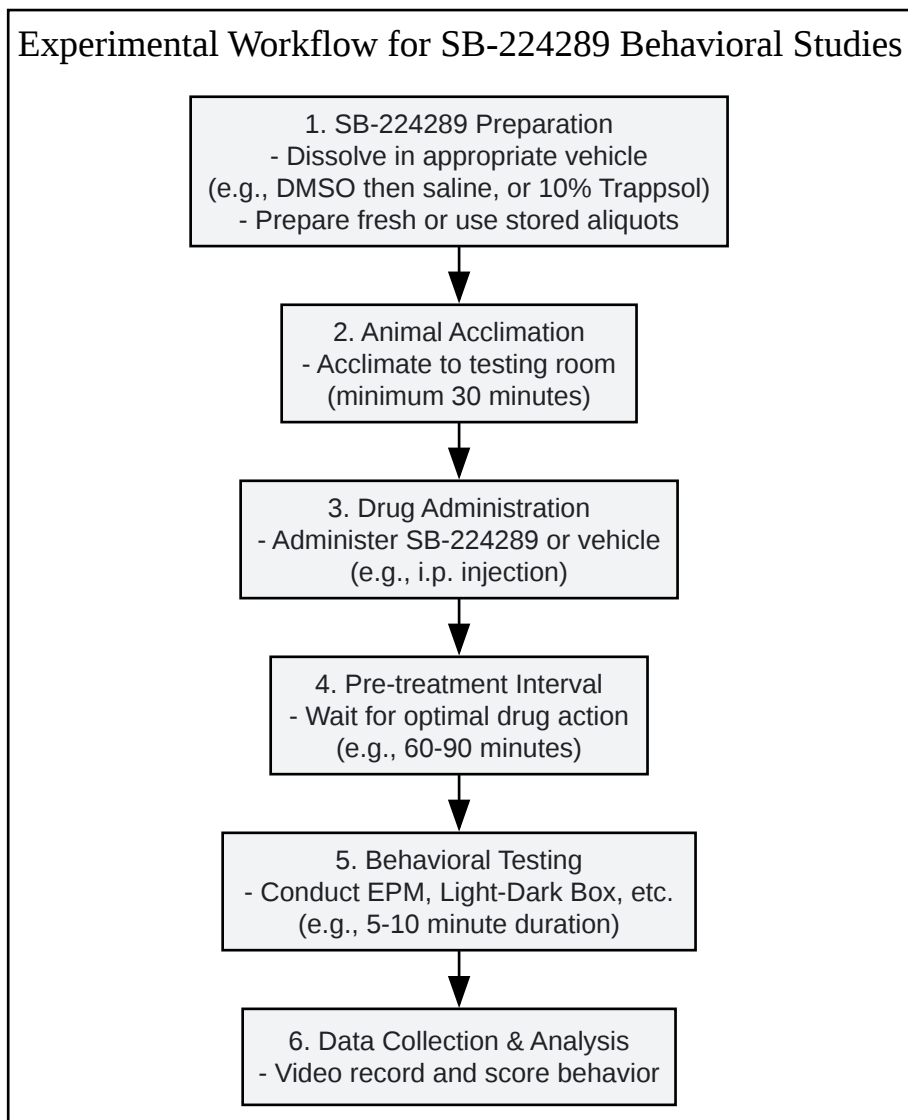 Experimental Workflow for SB-224289 Behavioral Studies
1. SB-224289 Preparation
- Dissolve in appropriate vehicle
(e.g., DMSO then saline, or 10% Trappsol)
- Prepare fresh or use stored aliquots
2. Animal Acclimation
- Acclimate to testing room
(minimum 30 minutes)
3. Drug Administration
- Administer SB-224289 or vehicle
(e.g., i.p. injection)
4. Pre-treatment Interval
- Wait for optimal drug action
(e.g., 60-90 minutes)
5. Behavioral Testing
- Conduct EPM, Light-Dark Box, etc.
(e.g., 5-10 minute duration)
6. Data Collection & Analysis
- Video record and score behavior